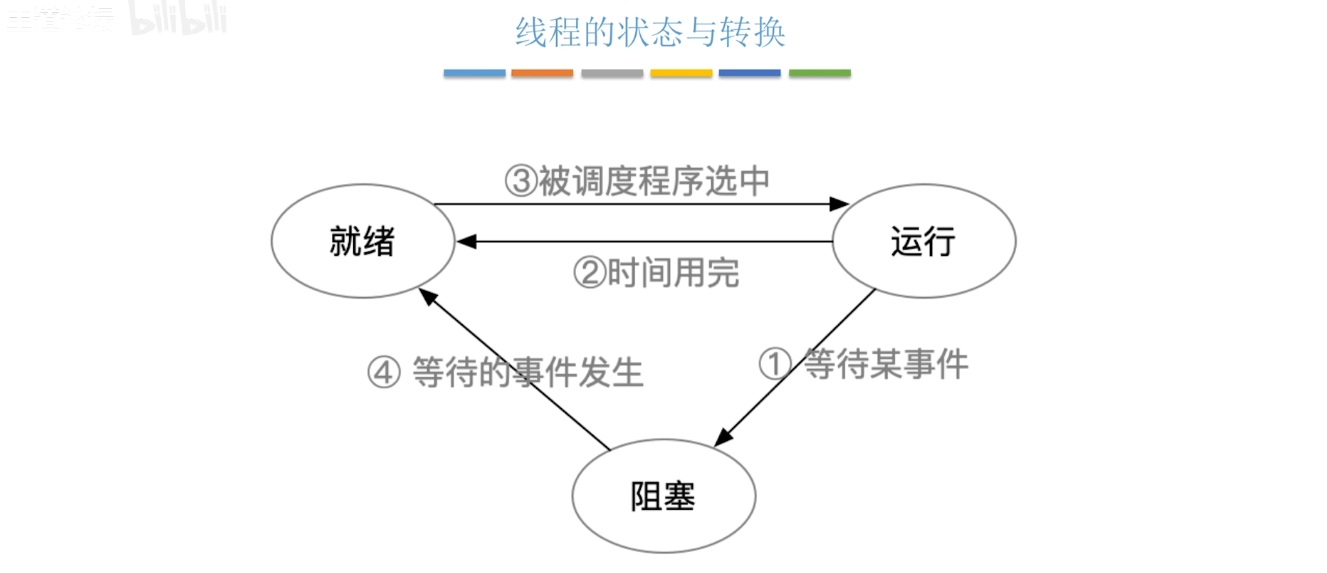 bilibili
线程的状态与转换
③被调度程序选中
就绪
运行
②时间用完
④ 等待的事件发生
① 等待某事件
阻塞